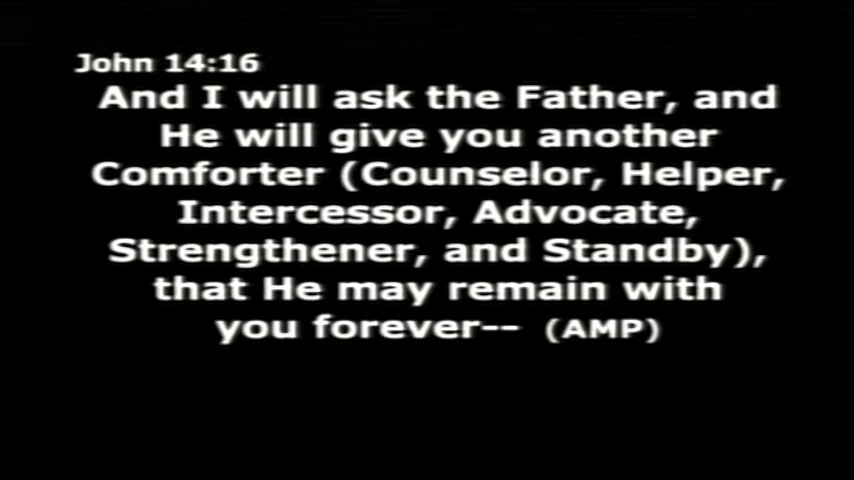 John 14:16
And I will ask the Father, and
He will give you another
Comforter (Counselor, Helper,
Intercessor, Advocate,
Strengthener, and Standby),
that He may remain with
you forever-- (AMP)